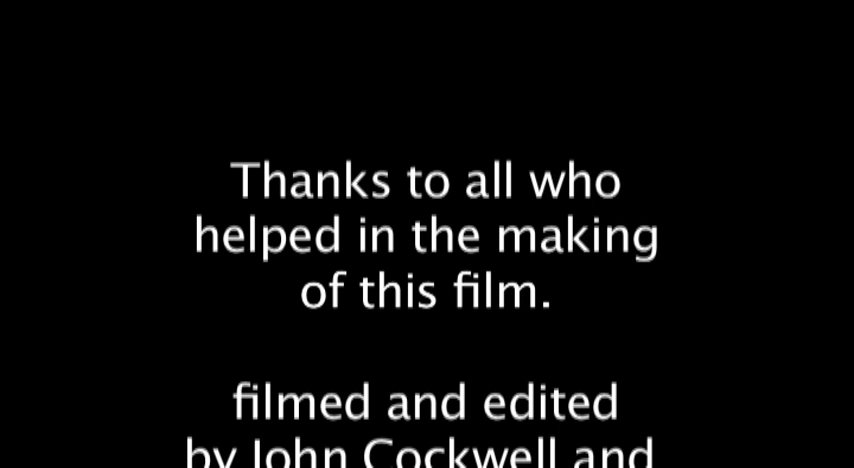 Thanks to all who
helped in the making
of this film.
filmed and edited
by John Cockwell and